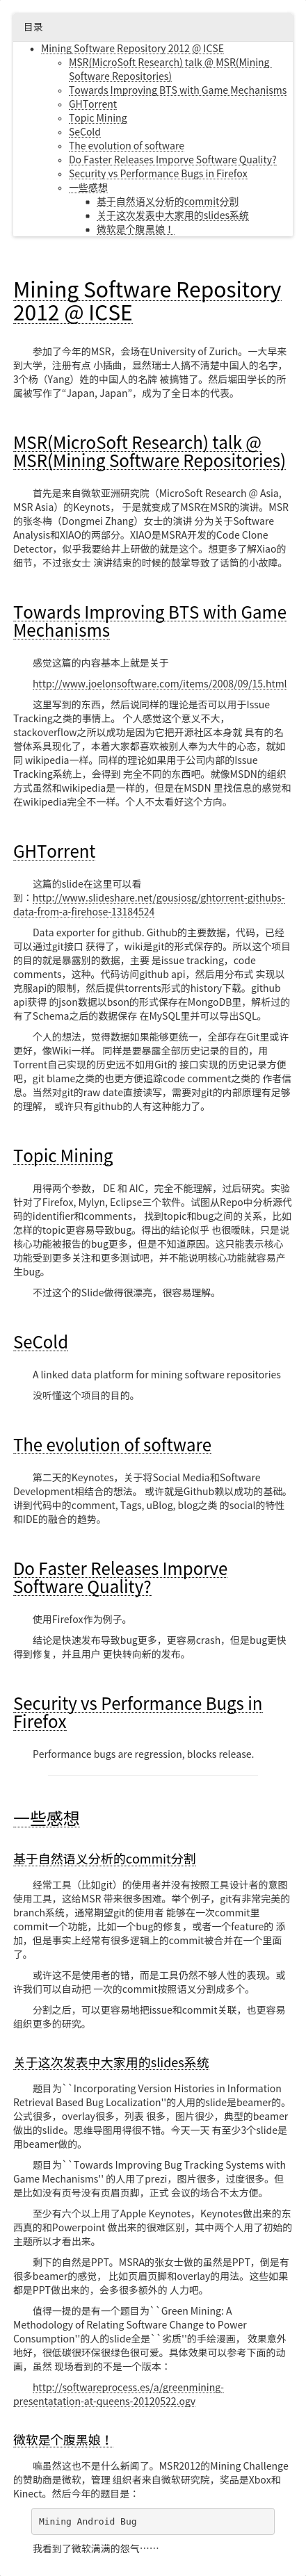 目录
Mining Software Repository 2012 @ ICSE
MSR(MicroSoft Research) talk @ MSR(Mining
Software Repositories)
Towards Improving BTS with Game Mechanisms
GHTorrent
Topic Mining
SeCold
The evolution of software
Do Faster Releases Imporve Software Quality?
Security vs Performance Bugs in Firefox
一些感想
基于自然语义分析的commit分割
关于这次发表中大家用的slides系统
微软是个腹黑娘！
Mining Software Repository
2012 @ ICSE
参加了今年的MSR，会场在University of Zurich。一大早来
到大学，注册有点 小插曲，显然瑞士人搞不清楚中国人的名字，
3个杨（Yang）姓的中国人的名牌 被搞错了。然后堀田学长的所
属被写作了“Japan, Japan”，成为了全日本的代表。
MSR(MicroSoft Research) talk @
MSR(Mining Software Repositories)
首先是来自微软亚洲研究院（MicroSoft Research @ Asia,
MSR Asia）的Keynots， 于是就变成了MSR在MSR的演讲。MSR
的张冬梅（Dongmei Zhang）女士的演讲 分为关于Software
Analysis和XIAO的两部分。XIAO是MSRA开发的Code Clone
Detector，似乎我要给井上研做的就是这个。想更多了解Xiao的
细节，不过张女士 演讲结束的时候的鼓掌导致了话筒的小故障。
Towards Improving BTS with Game
Mechanisms
感觉这篇的内容基本上就是关于
http://www.joelonsoftware.com/items/2008/09/15.html
这里写到的东西，然后说同样的理论是否可以用于Issue
Tracking之类的事情上。 个人感觉这个意义不大，
stackoverflow之所以成功是因为它把开源社区本身就 具有的名
誉体系具现化了，本着大家都喜欢被别人奉为大牛的心态，就如
同 wikipedia一样。同样的理论如果用于公司内部的Issue
Tracking系统上，会得到 完全不同的东西吧。就像MSDN的组织
方式虽然和wikipedia是一样的，但是在MSDN 里找信息的感觉和
在wikipedia完全不一样。个人不太看好这个方向。
GHTorrent
这篇的slide在这里可以看
到：http://www.slideshare.net/gousiosg/ghtorrent-githubs-
data-from-a-firehose-13184524
Data exporter for github. Github的主要数据，代码，已经
可以通过git接口 获得了，wiki是git的形式保存的。所以这个项目
的目的就是暴露别的数据，主要 是issue tracking，code
comments，这种。代码访问github api，然后用分布式 实现以
克服api的限制，然后提供torrents形式的history下载。github
api获得 的json数据以bson的形式保存在MongoDB里，解析过的
有了Schema之后的数据保存 在MySQL里并可以导出SQL。
个人的想法，觉得数据如果能够更统一，全部存在Git里或许
更好，像Wiki一样。 同样是要暴露全部历史记录的目的，用
Torrent自己实现的历史远不如用Git的 接口实现的历史记录方便
吧，git blame之类的也更方便追踪code comment之类的 作者信
息。当然对git的raw date直接读写，需要对git的内部原理有足够
的理解， 或许只有github的人有这种能力了。
Topic Mining
用得两个参数， DE 和 AIC，完全不能理解，过后研究。实验
针对了Firefox, Mylyn, Eclipse三个软件。试图从Repo中分析源代
码的identifier和comments， 找到topic和bug之间的关系，比如
怎样的topic更容易导致bug。得出的结论似乎 也很暧昧，只是说
核心功能被报告的bug更多，但是不知道原因。这只能表示核心
功能受到更多关注和更多测试吧，并不能说明核心功能就容易产
生bug。
不过这个的Slide做得很漂亮，很容易理解。
SeCold
A linked data platform for mining software repositories
没听懂这个项目的目的。
The evolution of software
第二天的Keynotes，关于将Social Media和Software
Development相结合的想法。 或许就是Github赖以成功的基础。
讲到代码中的comment, Tags, uBlog, blog之类 的social的特性
和IDE的融合的趋势。
Do Faster Releases Imporve
Software Quality?
使用Firefox作为例子。
结论是快速发布导致bug更多，更容易crash，但是bug更快
得到修复，并且用户 更快转向新的发布。
Security vs Performance Bugs in
Firefox
Performance bugs are regression, blocks release.
一些感想
基于自然语义分析的commit分割
经常工具（比如git）的使用者并没有按照工具设计者的意图
使用工具，这给MSR 带来很多困难。举个例子，git有非常完美的
branch系统，通常期望git的使用者 能够在一次commit里
commit一个功能，比如一个bug的修复，或者一个feature的 添
加，但是事实上经常有很多逻辑上的commit被合并在一个里面
了。
或许这不是使用者的错，而是工具仍然不够人性的表现。或
许我们可以自动把 一次的commit按照语义分割成多个。
分割之后，可以更容易地把issue和commit关联，也更容易
组织更多的研究。
关于这次发表中大家用的slides系统
题目为``Incorporating Version Histories in Information
Retrieval Based Bug Localization''的人用的slide是beamer的。
公式很多，overlay很多，列表 很多，图片很少，典型的beamer
做出的slide。思维导图用得很不错。今天一天 有至少3个slide是
用beamer做的。
题目为``Towards Improving Bug Tracking Systems with
Game Mechanisms'' 的人用了prezi，图片很多，过度很多。但
是比如没有页号没有页眉页脚，正式 会议的场合不太方便。
至少有六个以上用了Apple Keynotes，Keynotes做出来的东
西真的和Powerpoint 做出来的很难区别，其中两个人用了初始的
主题所以才看出来。
剩下的自然是PPT。MSRA的张女士做的虽然是PPT，倒是有
很多beamer的感觉， 比如页眉页脚和overlay的用法。这些如果
都是PPT做出来的，会多很多额外的 人力吧。
值得一提的是有一个题目为``Green Mining: A
Methodology of Relating Software Change to Power
Consumption''的人的slide全是``劣质''的手绘漫画， 效果意外
地好，很低碳很环保很绿色很可爱。具体效果可以参考下面的动
画，虽然 现场看到的不是一个版本：
http://softwareprocess.es/a/greenmining-
presentatation-at-queens-20120522.ogv
微软是个腹黑娘！
嘛虽然这也不是什么新闻了。MSR2012的Mining Challenge
的赞助商是微软，管理 组织者来自微软研究院，奖品是Xbox和
Kinect。然后今年的题目是：
Mining Android Bug
我看到了微软满满的怨气……